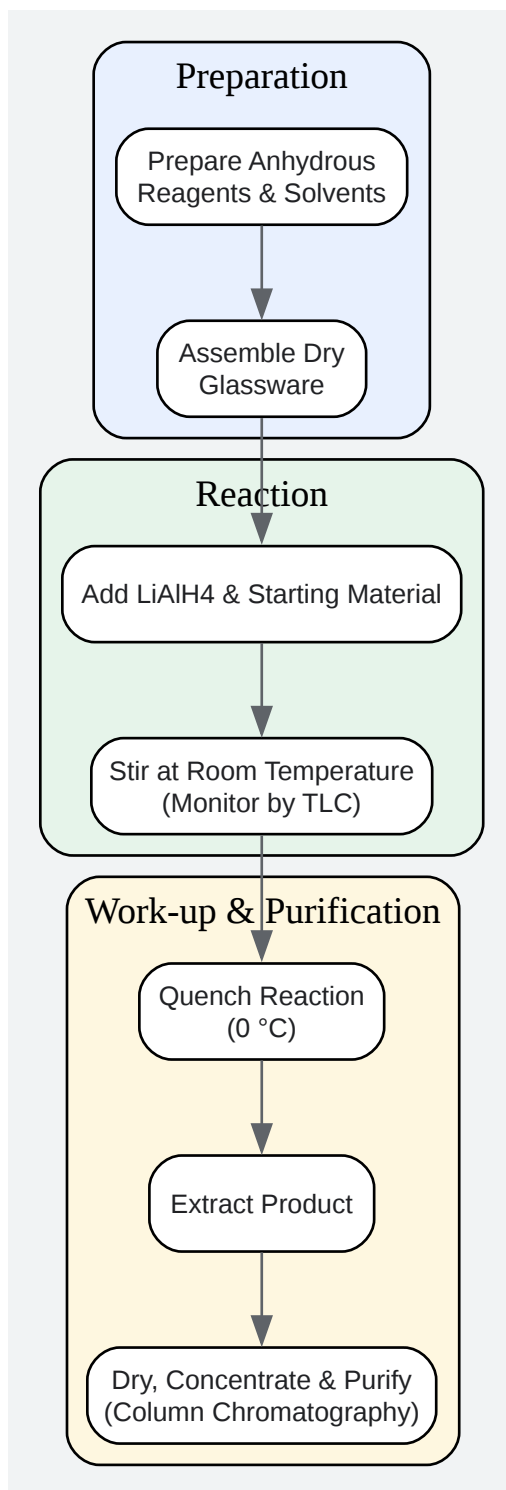 Preparation
Prepare Anhydrous
Reagents & Solvents
Assemble Dry
Glassware
Reaction
Add LiAlH4 & Starting Material
Stir at Room Temperature
(Monitor by TLC)
Work-up & Purification
Quench Reaction
(0 °C)
Extract Product
Dry, Concentrate & Purify
(Column Chromatography)